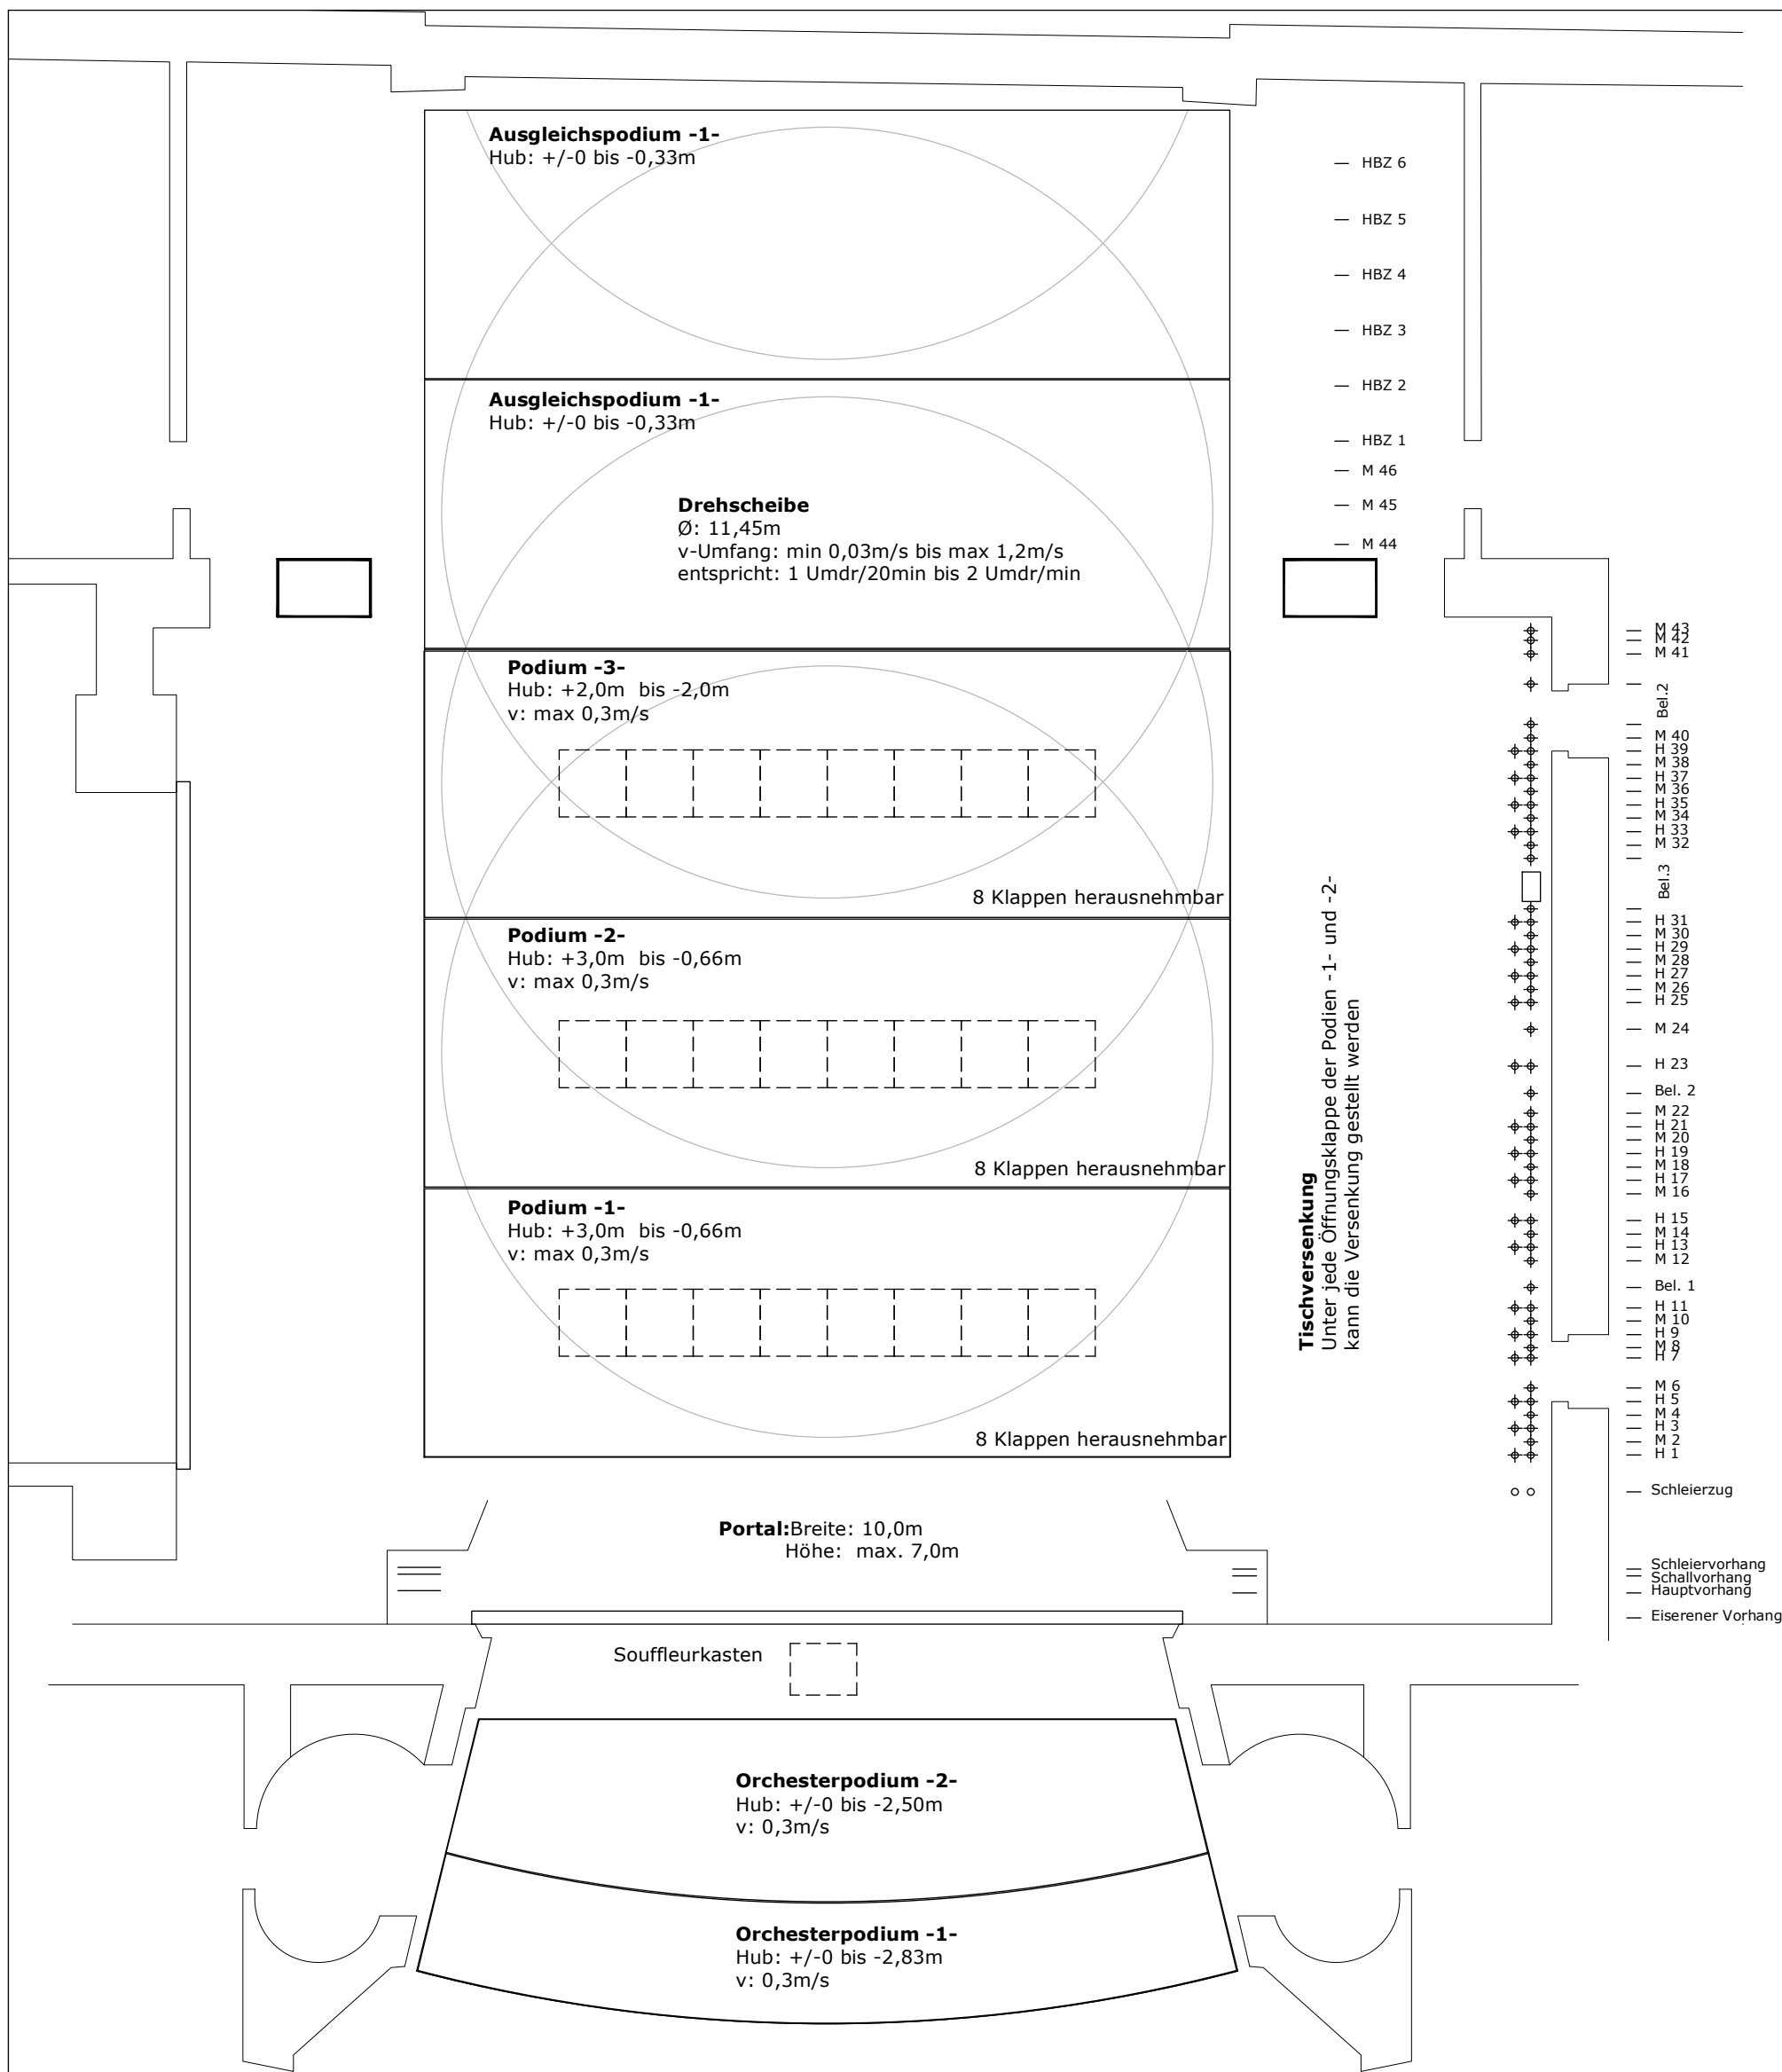 Ausgleichspodium -1-
Hub: +/-0 bis -0,33m
HBZ 6
HBZ 5
HBZ 4
HBZ 3
HBZ 2
HBZ 1
M 46
M 45
M 44
Ausgleichspodium -1-
Hub: +/-0 bis -0,33m
Drehscheibe
Ø: 11,45m
v-Umfang: min 0,03m/s bis max 1,2m/s
entspricht: 1 Umdr/20min bis 2 Umdr/min
Podium -3-
Hub: +2,0m  bis -2,0m
v: max 0,3m/s
8 Klappen herausnehmbar
Podium -2-
Hub: +3,0m  bis -0,66m
v: max 0,3m/s
8 Klappen herausnehmbar
Podium -1-
Hub: +3,0m  bis -0,66m
v: max 0,3m/s
8 Klappen herausnehmbar
Tischversenkung
Unter jede Öffnungsklappe der Podien -1- und -2-
kann die Versenkung gestellt werden
M 43
M 42
M 41
Bel.2
M 40
H 39
M 38
H 37
M 36
H 35
M 34
H 33
M 32
Bel.3
H 31
M 30
H 29
M 28
H 27
M 26
H 25
M 24
H 23
Bel. 2
M 22
H 21
M 20
H 19
M 18
H 17
M 16
H 15
M 14
H 13
M 12
Bel. 1
H 11
M 10
H 9
M 8
H 7
M 6
H 5
M 4
H 3
M 2
H 1
Schleierzug
Schleiervorhang
Schallvorhang
Hauptvorhang
Eiserener Vorhang
Portal:Breite: 10,0m
Höhe:  max. 7,0m
Souffleurkasten
Orchesterpodium -2-
Hub: +/-0 bis -2,50m
v: 0,3m/s
Orchesterpodium -1-
Hub: +/-0 bis -2,83m
v: 0,3m/s